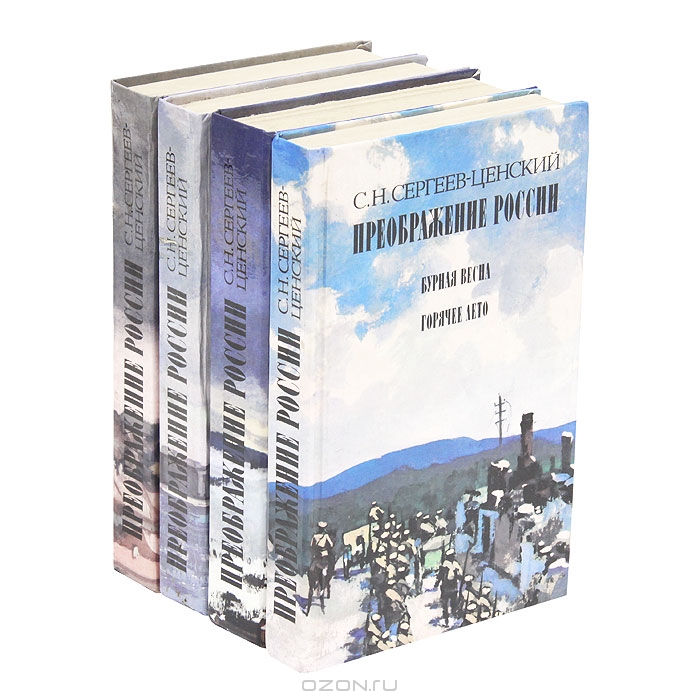 С.Н.СЕРГЕЕВ-ЦЕНСКИЙ
ПРЕОБРАЖЕНИЕ РОССИИ
БУРНАЯ ВЕСНА
ГОРЯЧЕЕ ЛЕТО
С.Н.СЕРГЕЕВ-
ЦЕНСКИЙ
ПРЕОБРАЖЕНИЕ РОССИИ
С.Н.СЕРГЕЕВ-
ЦЕНСКИЙ
ПРЕОБРАЖЕНИЕ РОССИИ
С.Н.СЕРГЕЕВ-
ЦЕНСКИЙ
ПРЕОБРАЖЕНИЕ РОССИИ
С.Н.СЕРГЕЕВ-
ЦЕНСКИЙ
ПРЕОБРАЖЕНИЕ РОССИИ
OZON.ru